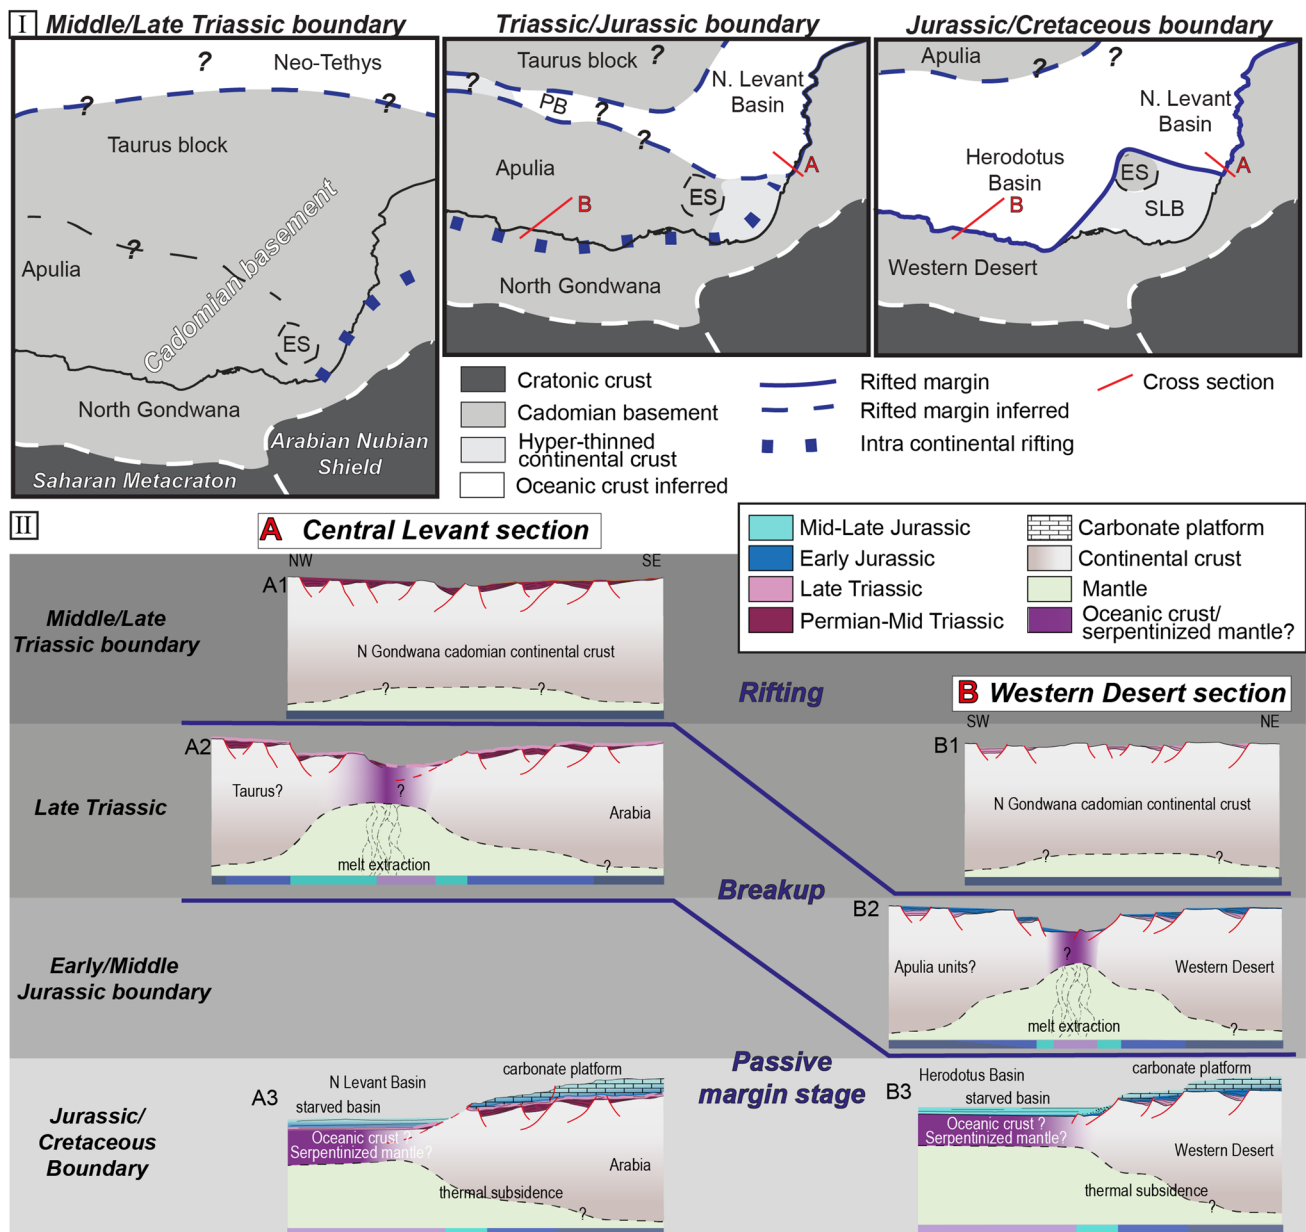 I
Middle/Late Triassic boundary
Triassic/Jurassic boundary
Jurassic/Cretaceous boundary
?
Neo-Tethys
?
?
Taurus block
Cadomian basement
?
Apulia
ES
North Gondwana
Arabian Nubian
Shield
Saharan Metacraton
Taurus block
?
?
PB
?
?
N. Levant
Basin
A
Apulia
ES
B
North Gondwana
Apulia
?
?
N. Levant
Basin
Herodotus
Basin
B
ES
A
SLB
Western Desert
Cratonic crust
Cadomian basement
Hyper-thinned
continental crust
Oceanic crust inferred
Rifted margin
Rifted margin inferred
Intra continental rifting
Cross section
II
A Central Levant section
Mid-Late Jurassic
Early Jurassic
Late Triassic
Permian-Mid Triassic
Carbonate platform
Continental crust
Mantle
Oceanic crust/
serpentinized mantle?
NW
SE
A1
Middle/Late
Triassic boundary
N Gondwana cadomian continental crust
?
?
Rifting
B Western Desert section
SW
NE
A2
Late Triassic
Taurus?
?
Arabia
melt extraction
?
B1
N Gondwana cadomian continental crust
?
?
Breakup
B2
Early/Middle
Jurassic boundary
Apulia units?
?
Western Desert
melt extraction
?
Passive
margin stage
A3
Jurassic/
Cretaceous
Boundary
N Levant Basin
carbonate platform
starved basin
Oceanic crust ?
Serpentinized mantle?
Arabia
thermal subsidence
?
B3
Herodotus Basin
carbonate platform
starved basin
Oceanic crust ?
Serpentinized mantle?
Western Desert
thermal subsidence
?